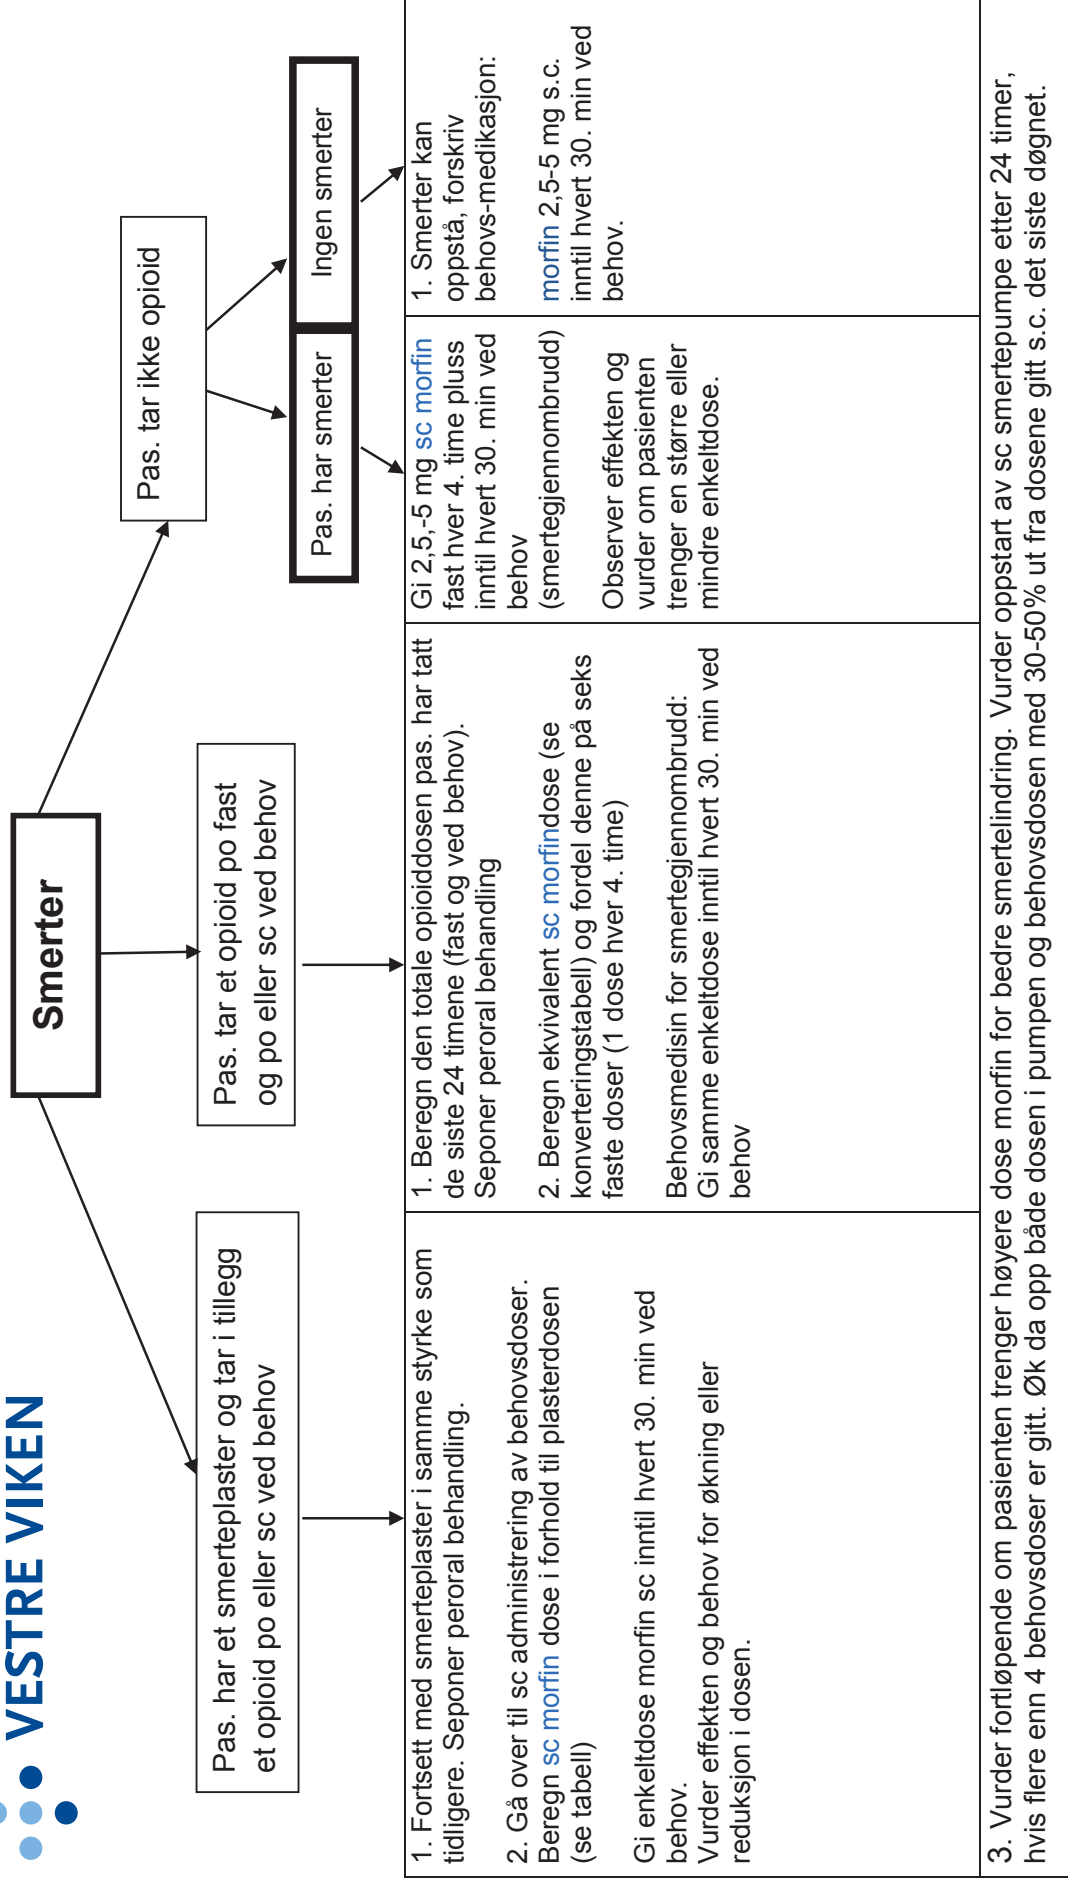 VESTRE VIKEN
Smerter
Pas. har et smerteplaster og tar i tillegg
et opioid po eller sc ved behov
Pas. tar et opioid po fast
og po eller sc ved behov
Pas. tar ikke opioid
Pas. har smerter
Ingen smerter
1. Fortsett med smerteplaster i samme styrke som
tidligere. Seponer peroral behandling.
2. Gå over til sc administrering av behovsdoser.
Beregn sc morfin dose i forhold til plasterdosen
(se tabell)
Gi enkeltdose morfin sc inntil hvert 30. min ved
behov.
Vurder effekten og behov for økning eller
reduksjon i dosen.
1. Beregn den totale opioiddosen pas. har tatt
de siste 24 timene (fast og ved behov).
Seponer peroral behandling
2. Beregn ekvivalent sc morfindose (se
konverteringstabell) og fordel denne på seks
faste doser (1 dose hver 4. time)
Behovsmedisin for smertegjennombrudd:
Gi samme enkeltdose inntil hvert 30. min ved
behov
Gi 2,5,-5 mg sc morfin
fast hver 4. time pluss
inntil hvert 30. min ved
behov
(smertegjennombrudd)
Observer effekten og
vurder om pasienten
trenger en større eller
mindre enkeltdose.
1. Smerter kan
oppstå, forskriv
behovs-medikasjon:
morfin 2,5-5 mg s.c.
inntil hvert 30. min ved
behov.
3. Vurder fortløpende om pasienten trenger høyere dose morfin for bedre smertelindring. Vurder oppstart av sc smertepumpe etter 24 timer,
hvis flere enn 4 behovsdoser er gitt. Øk da opp både dosen i pumpen og behovsdosen med 30-50% ut fra dosene gitt s.c. det siste døgnet.